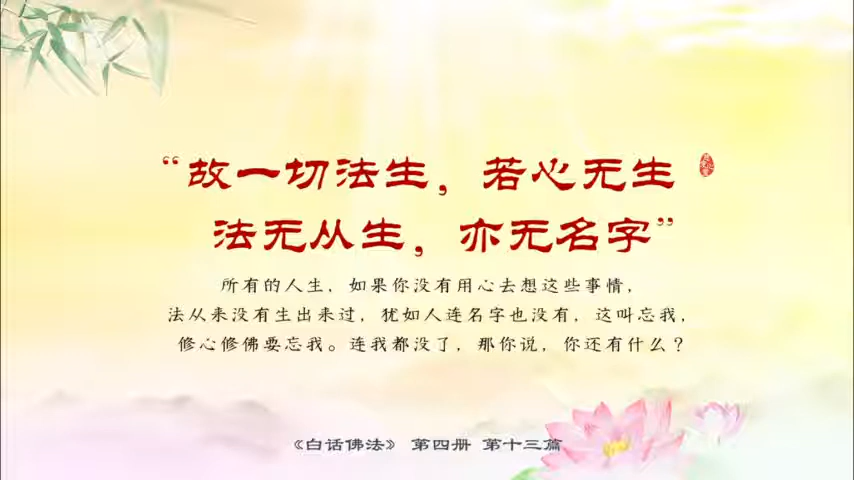 “故一切法生，若心无生
法无从生，亦无名字”
所有的人生，如果你没有用心去想这些事情，
法从来没有生出来过，犹如人连名字也没有，这叫忘我，
修心修佛要忘我。连我都没了，那你说，你还有什么？
《白话佛法》 第四册 第十三篇